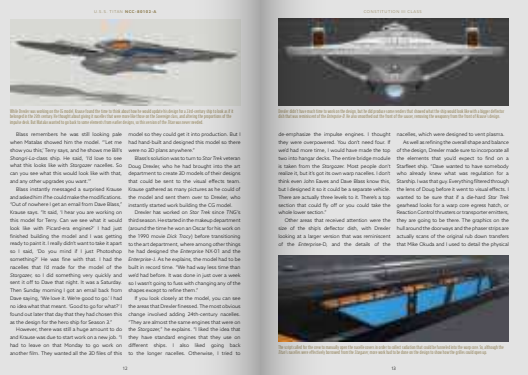 U.S.S. TITAN NCC-80102-A
Blass remember he was still looking pale
when Matalas showed him the model. "'Let me
show you this,' Terry says, and he shows me Bill's
Shangri-La-class ship. He said, 'I'd love to see
what this looks like with Stargazer nacelles. So
can you see what this would look like with that,
and any other upgrades you want.'"
Blass instantly messaged a surprised Krause
and asked him if he could make the modifications.
"Out of nowhere I get an email from Dave Blass,"
Krause says. "It said, 'I hear you are working on
this model for Terry. Can we see what it would
look like with Picard-era engines?' I had just
finished building the model and I was getting
ready to paint it. I really didn't want to take it apart
so I said, 'Do you mind if I just Photoshop
something?' He was fine with that. I had the
nacelles that I'd made for the model of the
Stargazer, so I did something very quickly and
sent it off to Dave that night. It was a Saturday.
Then Sunday morning I got an email back from
Dave saying, 'We love it. We're good to go.' I had
no idea what that meant. 'Good to go for what?' I
found out later that day that they had chosen this
as the design for the hero ship for Season 3."
However, there was still a huge amount to do
and Krause was due to start work on a new job. "I
had to leave on that Monday to go work on
another film. They wanted all the 3D files of this
model so they could get it into production. But I
had hand-built and designed this model so there
were no 3D plans anywhere."
Blass's solution was to turn to Star Trek veteran
Doug Drexler, who he had brought into the art
department to create 3D models of their designs
that could be sent to the visual effects team.
Krause gathered as many pictures as he could of
the model and sent them over to Drexler, who
instantly started work building the CG model.
Drexler had worked on Star Trek since TNG's
third season. He started in the makeup department
(around the time he won an Oscar for his work on
the 1990 movie Dick Tracy) before transitioning
to the art department, where among other things
he had designed the Enterprise NX-01 and the
Enterprise-J. As he explains, the model had to be
built in record time. "We had way less time than
we'd had before. It was done in just over a week
so I wasn't going to fuss with changing any of the
shapes except to refine them."
If you look closely at the model, you can see
the areas that Drexler finessed. The most obvious
change involved adding 24th-century nacelles.
"They are almost the same engines that were on
the Stargazer," he explains. "I liked the idea that
they have standard engines that they use on
different ships. I also liked going back
to the longer nacelles. Otherwise, I tried to
12
CONSTITUTION III CLASS
de-emphasize the impulse engines. I thought
they were overpowered. You don't need four. If
we'd had more time, I would have made the top
two into hangar decks. The entire bridge module
is taken from the Stargazer. Most people don't
realize it, but it's got its own warp nacelles. I don't
think even John Eaves and Dave Blass know this,
but I designed it so it could be a separate vehicle.
There are actually three levels to it. There's a top
section that could fly off or you could take the
whole lower section."
Other areas that received attention were the
size of the ship's deflector dish, with Drexler
looking at a larger version that was reminiscent
of the Enterprise-D, and the details of the
nacelles, which were designed to vent plasma.
As well as refining the overall shape and balance
of the design, Drexler made sure to incorporate all
the elements that you'd expect to find on a
Starfleet ship. "Dave wanted to have somebody
who already knew what was regulation for a
Starship. I was that guy. Everything filtered through
the lens of Doug before it went to visual effects. I
wanted to be sure that if a die-hard Star Trek
gearhead looks for a warp core egress hatch, or
Reaction Control thrusters or transporter emitters,
they are going to be there. The graphics on the
hull around the doorways and the phaser strips are
actually scans of the original rub down transfers
that Mike Okuda and I used to detail the physical
13